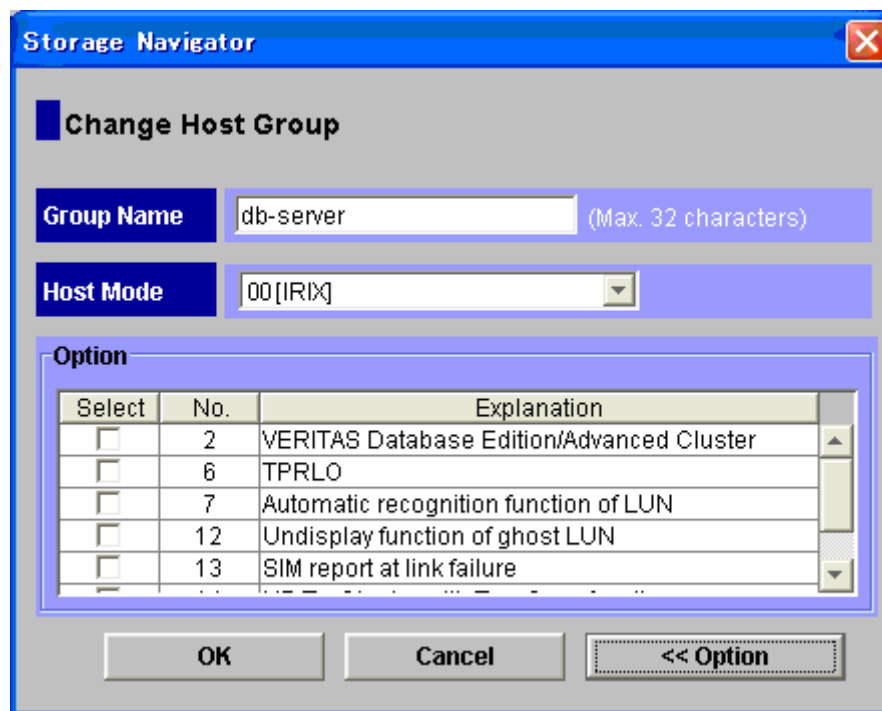 Storage Navigator
Change Host Group
Group Name db-server (Max. 32 characters)
Host Mode 00[IRIX]
Option
Select No. Explanation
2 VERITAS Database Edition/Advanced Cluster
6 TPRLO
7 Automatic recognition function of LUN
12 Undisplay function of ghost LUN
13 SIM report at link failure
OK Cancel << Option